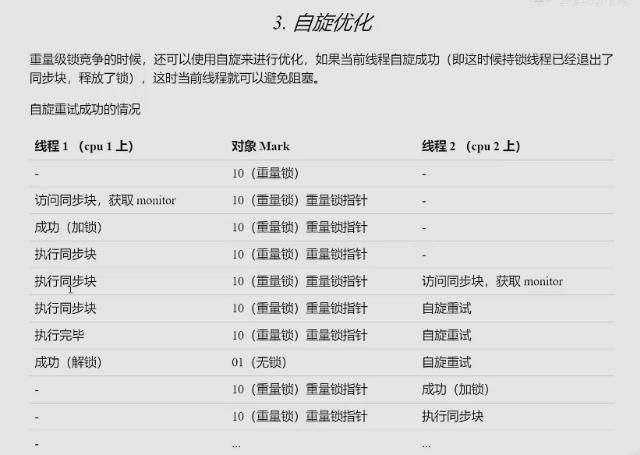 3. 自旋优化
重量级锁竞争的时候，还可以使用自旋来进行优化，如果当前线程自旋成功（即这时候持锁线程已经退出了
同步块，释放了锁），这时当前线程就可以避免阻塞。
自旋重试成功的情况
线程 1 （cpu 1 上） 对象 Mark 线程 2 （cpu 2 上）
- 10（重量锁） -
访问同步块，获取 monitor 10（重量锁）重量锁指针 -
成功（加锁） 10（重量锁）重量锁指针 -
执行同步块 10（重量锁）重量锁指针 -
执行同步块 10（重量锁）重量锁指针 访问同步块，获取 monitor
执行同步块 10（重量锁）重量锁指针 自旋重试
执行完毕 10（重量锁）重量锁指针 自旋重试
成功（解锁） 01（无锁） 自旋重试
- 10（重量锁）重量锁指针 成功（加锁）
- 10（重量锁）重量锁指针 执行同步块
- ... ...